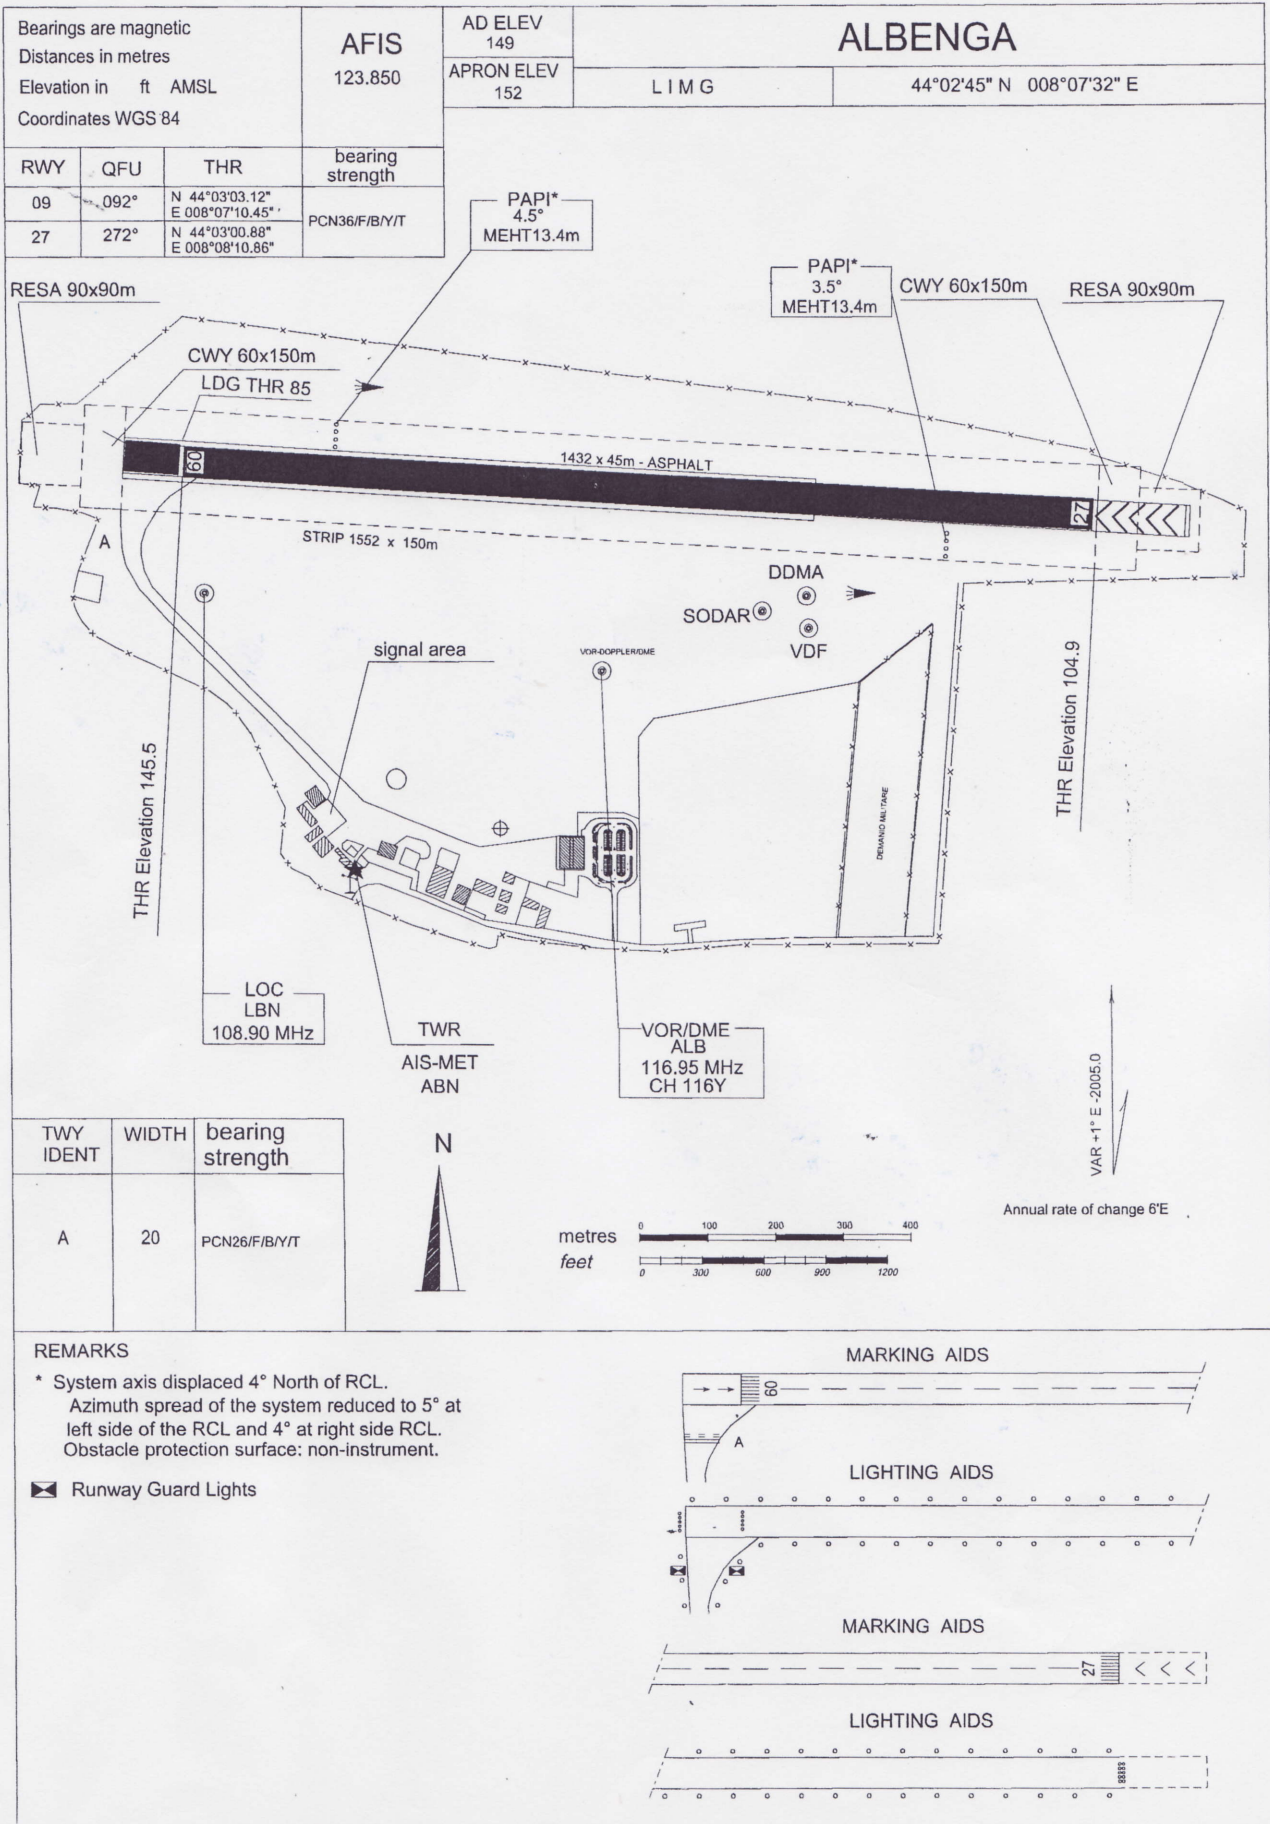 Bearings are magnetic
Distances in metres
Elevation in ft AMSL
Coordinates WGS 84
AFIS
123.850
AD ELEV
149
APRON ELEV
152
ALBENGA
LIMG
44°02'45" N 008°07'32" E
RWY QFU THR bearing strength
09 092° N 44°03'03.12"
E 008°07'10.45"
PCN36/F/B/Y/T
27 272° N 44°03'00.88"
E 008°08'10.86"
PAPI*
4.5°
MEHT13.4m
PAPI*
3.5°
MEHT13.4m
CWY 60x150m
RESA 90x90m
RESA 90x90m
CWY 60x150m
LDG THR 85
09
1432 x 45m - ASPHALT
27
STRIP 1552 x 150m
A
DDMA
SODAR
VDF
signal area
VOR-DOPPLER/DME
THR Elevation 145.5
THR Elevation 104.9
DEMANIO MILITARE
LOC
LBN
108.90 MHz
TWR
AIS-MET
ABN
VOR/DME
ALB
116.95 MHz
CH 116Y
VAR +1° E -2005.0
Annual rate of change 6'E
TWY IDENT WIDTH bearing strength
A 20 PCN26/F/B/Y/T
N
metres 0 100 200 300 400
feet 0 300 600 900 1200
REMARKS
* System axis displaced 4° North of RCL.
Azimuth spread of the system reduced to 5° at
left side of the RCL and 4° at right side RCL.
Obstacle protection surface: non-instrument.
Runway Guard Lights
MARKING AIDS
09
A
LIGHTING AIDS
MARKING AIDS
27
LIGHTING AIDS